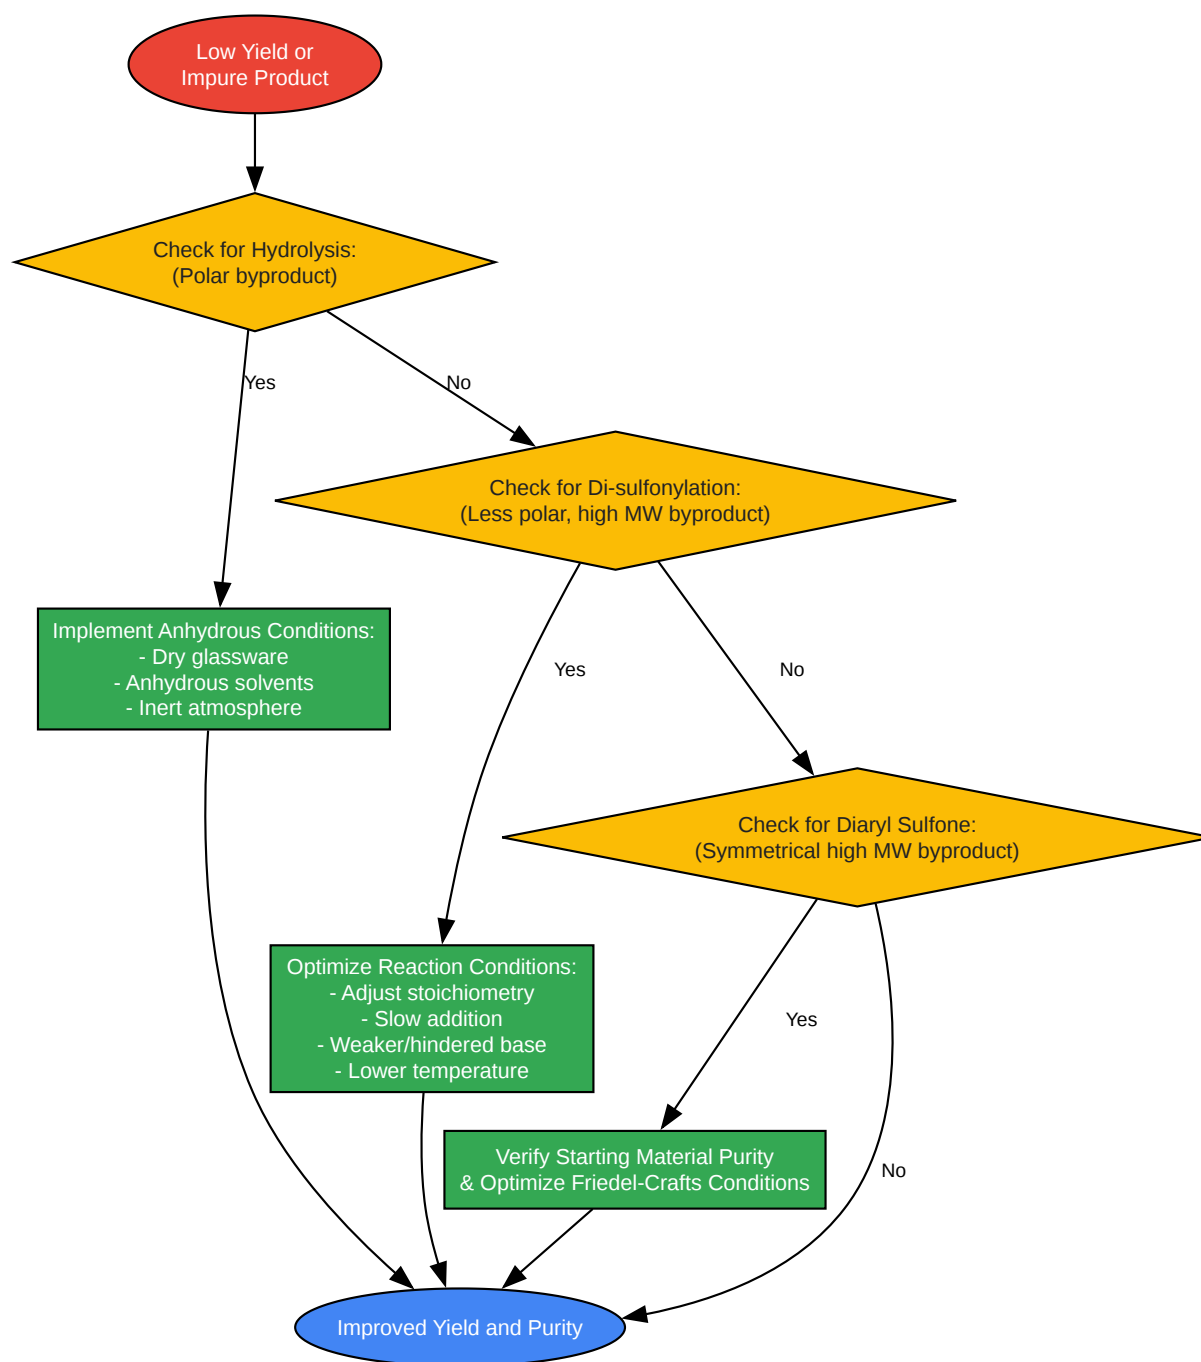 Low Yield or
Impure Product
Check for Hydrolysis:
(Polar byproduct)
Yes
No
Check for Di-sulfonylation:
(Less polar, high MW byproduct)
Implement Anhydrous Conditions:
- Dry glassware
- Anhydrous solvents
- Inert atmosphere
Yes
No
Check for Diaryl Sulfone:
(Symmetrical high MW byproduct)
Optimize Reaction Conditions:
- Adjust stoichiometry
- Slow addition
- Weaker/hindered base
- Lower temperature
Yes
Verify Starting Material Purity
& Optimize Friedel-Crafts Conditions
No
Improved Yield and Purity